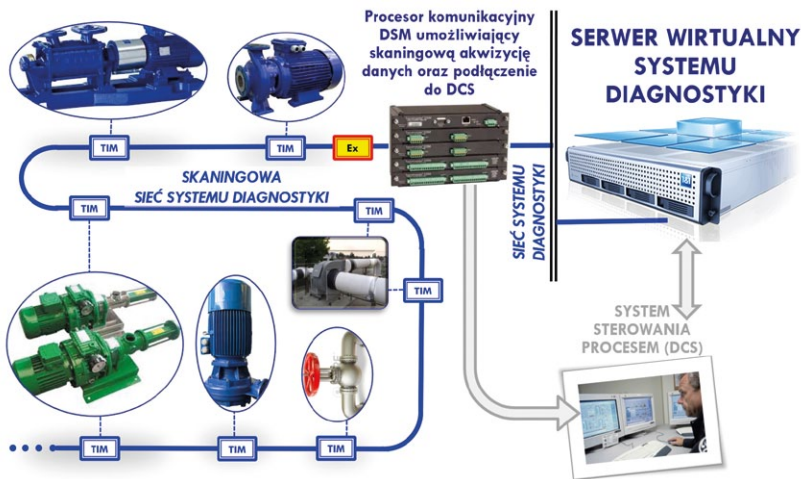 Procesor komunikacyjny
DSM umożliwiający
skaningową akwizycję
danych oraz podłączenie
do DCS
SERWER WIRTUALNY
SYSTEMU
DIAGNOSTYKI
TIM
TIM
Ex
SKANINGOWA
SIEĆ SYSTEMU DIAGNOSTYKI
TIM
TIM
TIM
SIEĆ SYSTEMU
DIAGNOSTYKI
SYSTEM
STEROWANIA
PROCESEM (DCS)
TIM
TIM
TIM